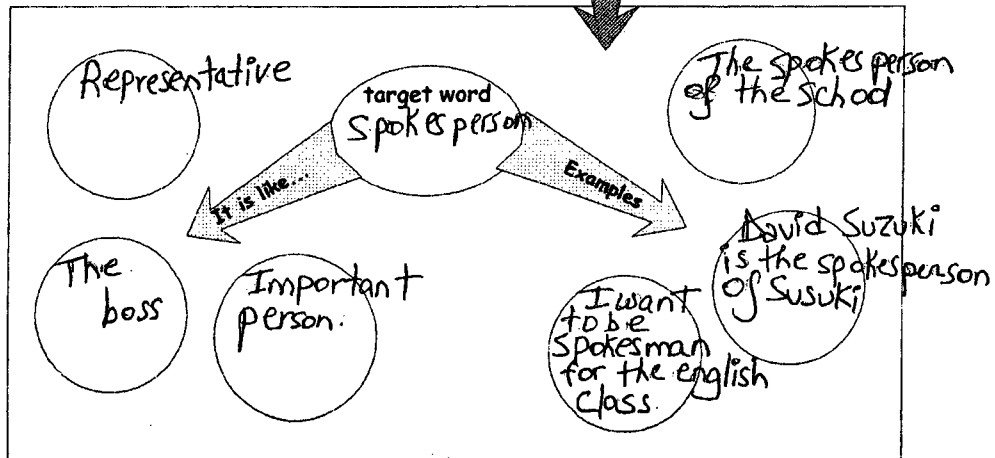 target word
Spokesperson
It is like...
Representative
The
boss
Important
person.
Examples
The spokesperson
of the school
David Suzuki
is the spokesperson
of Susuki
I want
to be
spokesman
for the english
class.